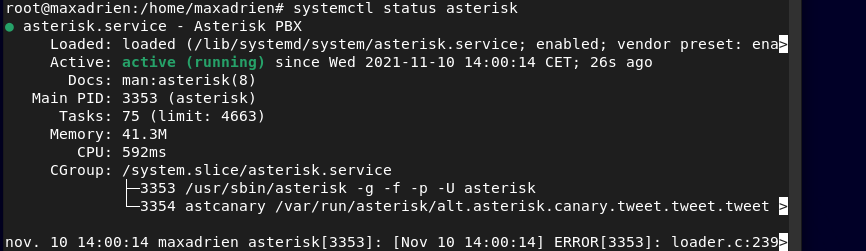 root@maxadrien:/home/maxadrien# systemctl status asterisk
● asterisk.service - Asterisk PBX
Loaded: loaded (/lib/systemd/system/asterisk.service; enabled; vendor preset: ena>
Active: active (running) since Wed 2021-11-10 14:00:14 CET; 26s ago
Docs: man:asterisk(8)
Main PID: 3353 (asterisk)
Tasks: 75 (limit: 4663)
Memory: 41.3M
CPU: 592ms
CGroup: /system.slice/asterisk.service
├─3353 /usr/sbin/asterisk -g -f -p -U asterisk
└─3354 astcanary /var/run/asterisk/alt.asterisk.canary.tweet.tweet.tweet >
nov. 10 14:00:14 maxadrien asterisk[3353]: [Nov 10 14:00:14] ERROR[3353]: loader.c:239>